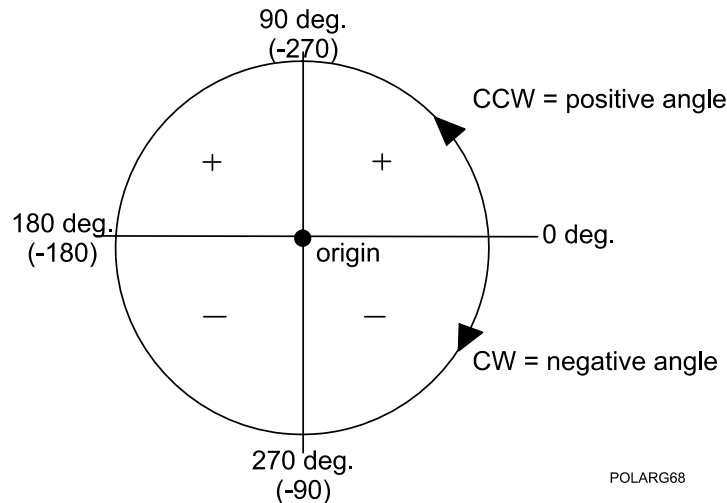 90 deg.
(-270)
CCW = positive angle
+
+
180 deg.
(-180)
0 deg.
origin
—
—
CW = negative angle
270 deg.
(-90)
POLARG68